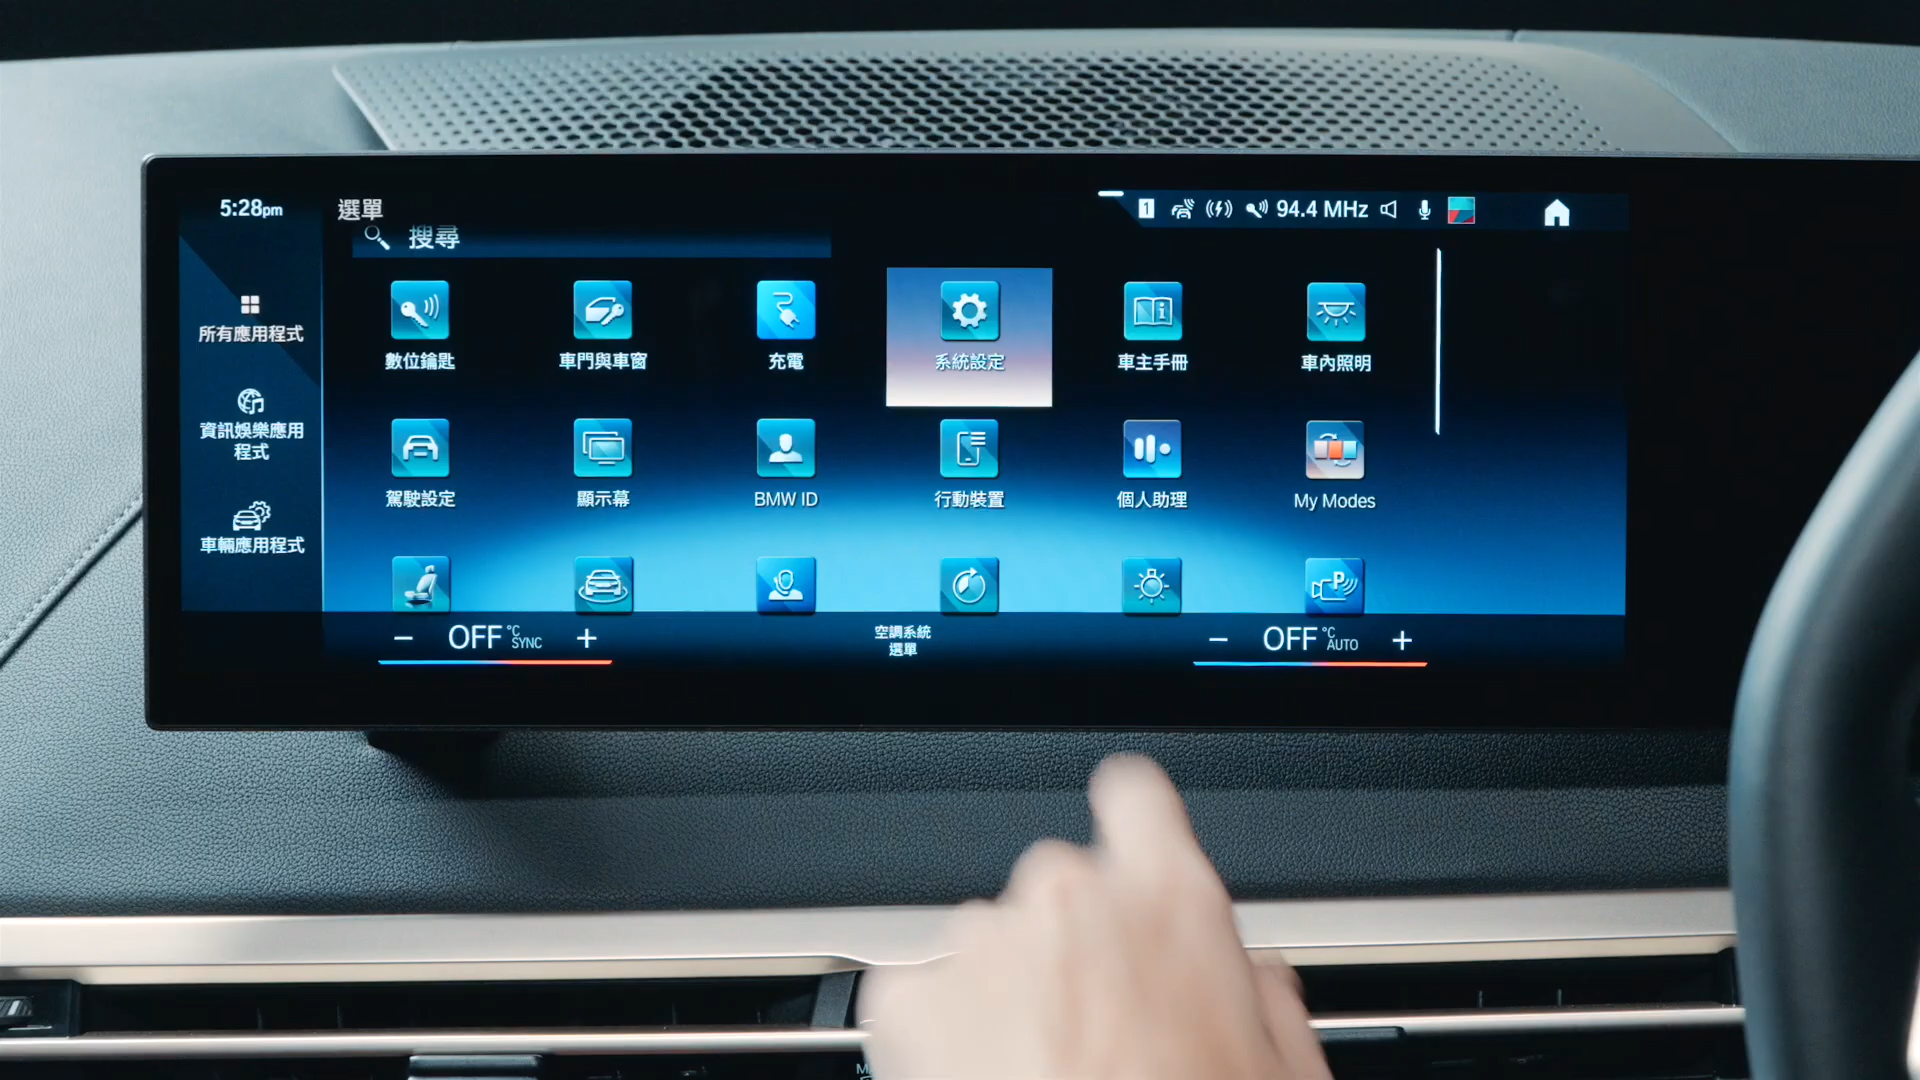 5:28pm
選單
1
94.4 MHz
搜尋
所有應用程式
資訊娛樂應用
程式
車輛應用程式
數位鑰匙
車門與車窗
充電
系統設定
車主手冊
車內照明
駕駛設定
顯示幕
BMW ID
行動裝置
個人助理
My Modes
P
− OFF °C SYNC +
空調系統
選單
− OFF °C AUTO +